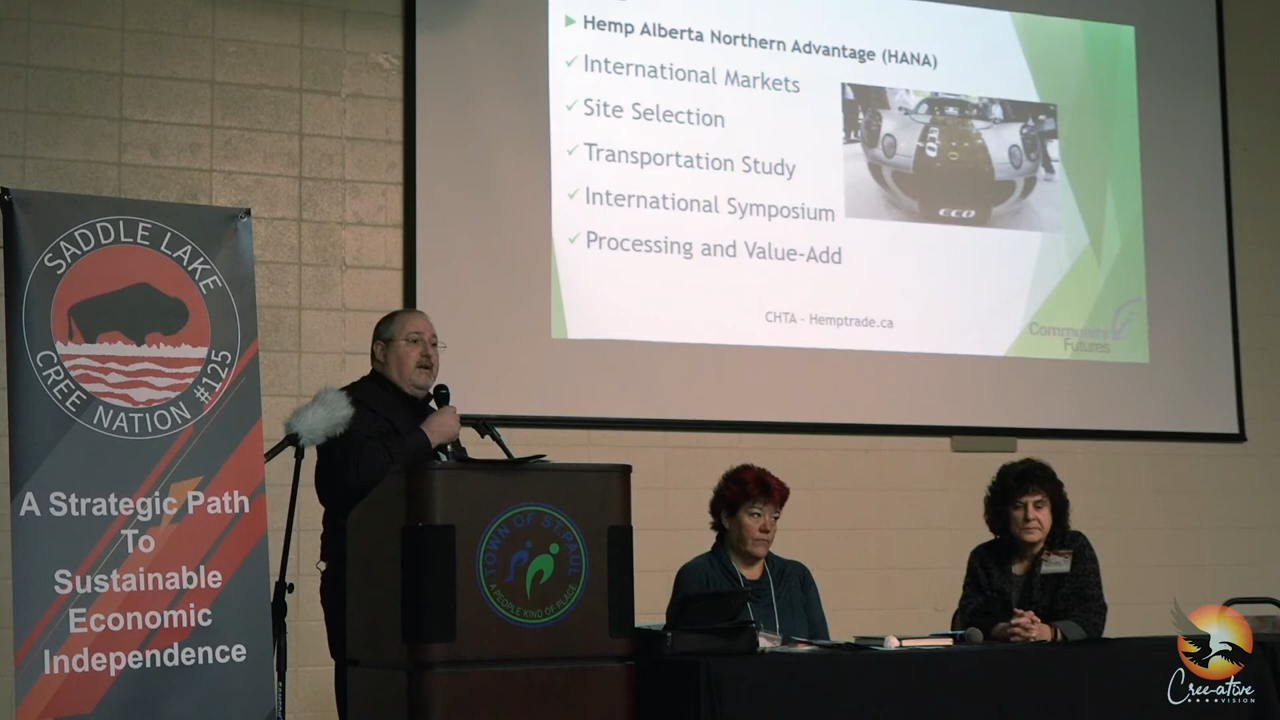 Hemp Alberta Northern Advantage (HANA)
International Markets
Site Selection
Transportation Study
International Symposium
Processing and Value-Add
ECO
CHTA - Hemptrade.ca
Community
Futures
SADDLE LAKE
CREE NATION #125
A Strategic Path
To
Sustainable
Economic
Independence
TOWN OF ST. PAUL
A PEOPLE KIND OF PLACE
Cree-ative
VISION